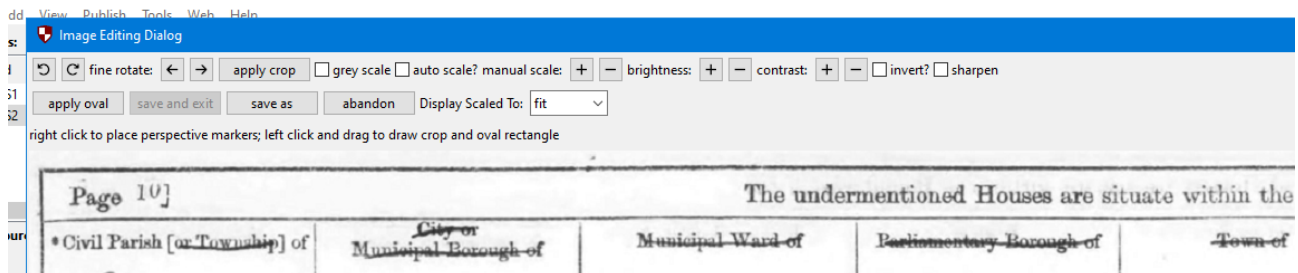 dd View Publish Tools Web Help
s: Image Editing Dialog
fine rotate: ← → apply crop grey scale auto scale? manual scale: + − brightness: + − contrast: + − invert? sharpen
S1 apply oval save and exit save as abandon Display Scaled To: fit
S2
right click to place perspective markers; left click and drag to draw crop and oval rectangle
Page 10] The undermentioned Houses are situate within the
City or
* Civil Parish [or Township] of Municipal Borough of Municipal Ward of Parliamentary Borough of Town of